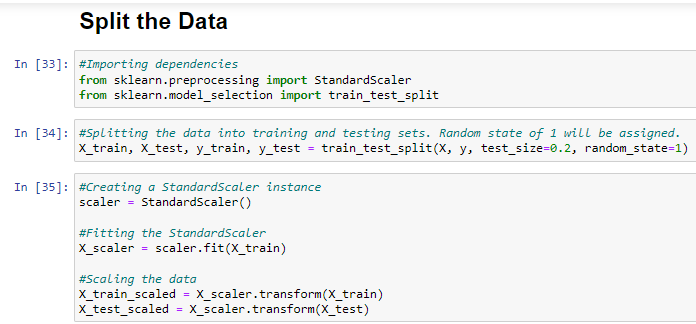 Split the Data
In [33]: #Importing dependencies
from sklearn.preprocessing import StandardScaler
from sklearn.model_selection import train_test_split
In [34]: #Splitting the data into training and testing sets. Random state of 1 will be assigned.
X_train, X_test, y_train, y_test = train_test_split(X, y, test_size=0.2, random_state=1)
In [35]: #Creating a StandardScaler instance
scaler = StandardScaler()
#Fitting the StandardScaler
X_scaler = scaler.fit(X_train)
#Scaling the data
X_train_scaled = X_scaler.transform(X_train)
X_test_scaled = X_scaler.transform(X_test)